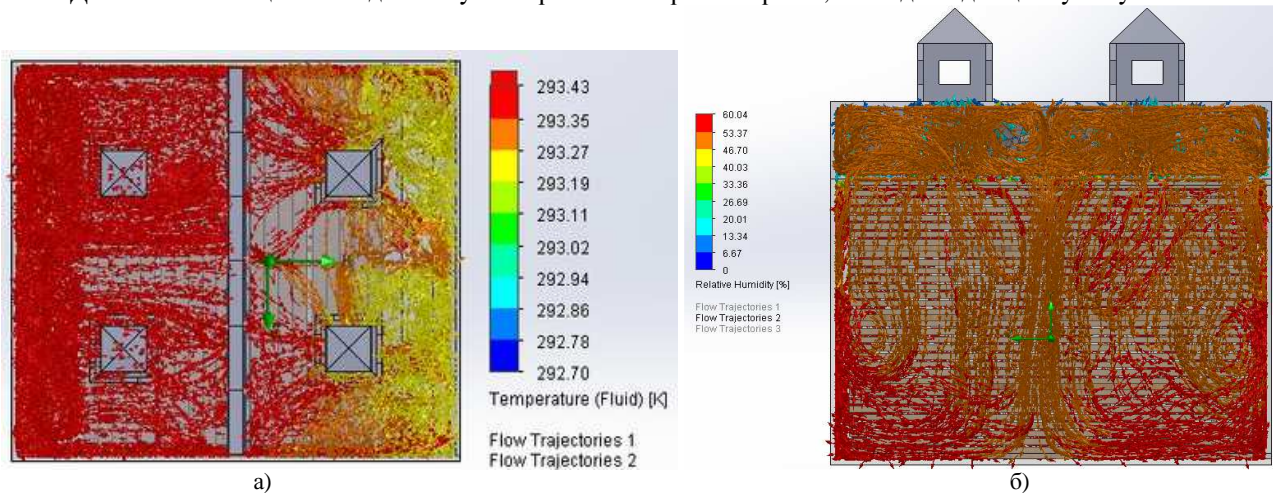 293.43
293.35
293.27
293.19
293.11
293.02
292.94
292.86
292.78
292.70
Temperature (Fluid) [K]
Flow Trajectories 1
Flow Trajectories 2
а)
60.04
53.37
46.70
40.03
33.36
26.69
20.01
13.34
6.67
0
Relative Humidity [%]
Flow Trajectories 1
Flow Trajectories 2
Flow Trajectories 3
б)